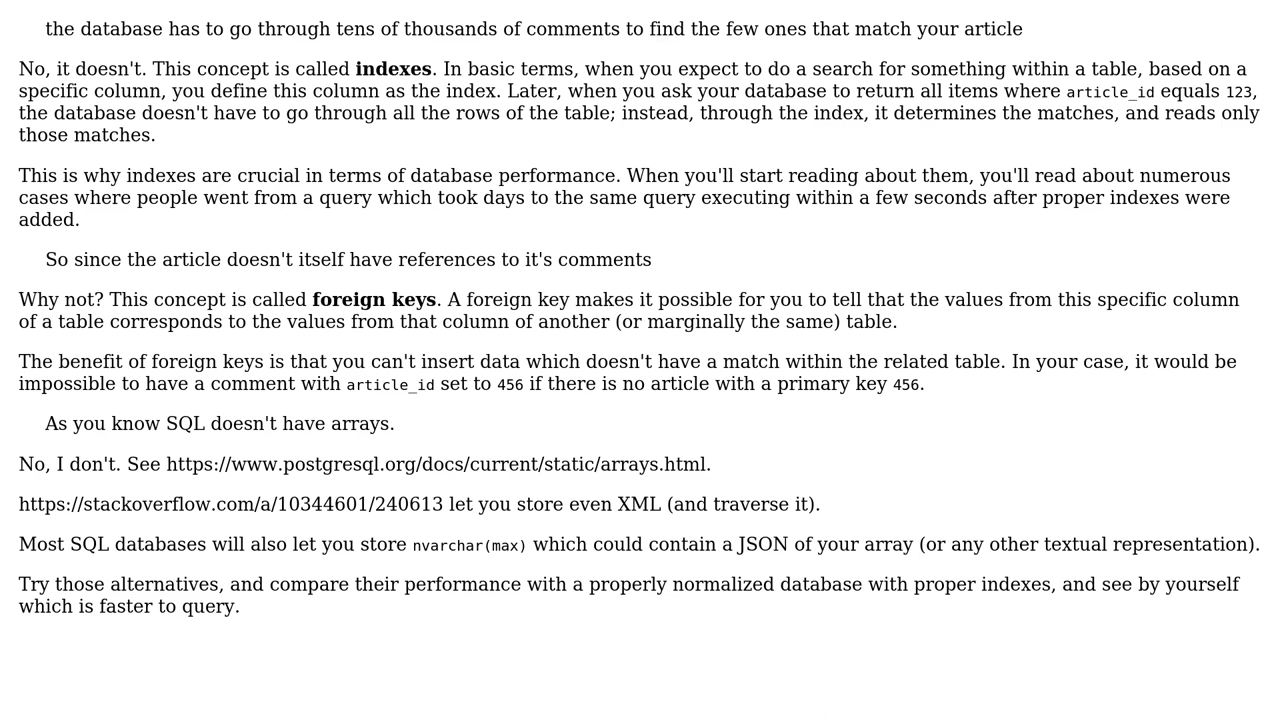 the database has to go through tens of thousands of comments to find the few ones that match your article
No, it doesn't. This concept is called indexes. In basic terms, when you expect to do a search for something within a table, based on a
specific column, you define this column as the index. Later, when you ask your database to return all items where article_id equals 123,
the database doesn't have to go through all the rows of the table; instead, through the index, it determines the matches, and reads only
those matches.
This is why indexes are crucial in terms of database performance. When you'll start reading about them, you'll read about numerous
cases where people went from a query which took days to the same query executing within a few seconds after proper indexes were
added.
So since the article doesn't itself have references to it's comments
Why not? This concept is called foreign keys. A foreign key makes it possible for you to tell that the values from this specific column
of a table corresponds to the values from that column of another (or marginally the same) table.
The benefit of foreign keys is that you can't insert data which doesn't have a match within the related table. In your case, it would be
impossible to have a comment with article_id set to 456 if there is no article with a primary key 456.
As you know SQL doesn't have arrays.
No, I don't. See https://www.postgresql.org/docs/current/static/arrays.html.
https://stackoverflow.com/a/10344601/240613 let you store even XML (and traverse it).
Most SQL databases will also let you store nvarchar(max) which could contain a JSON of your array (or any other textual representation).
Try those alternatives, and compare their performance with a properly normalized database with proper indexes, and see by yourself
which is faster to query.